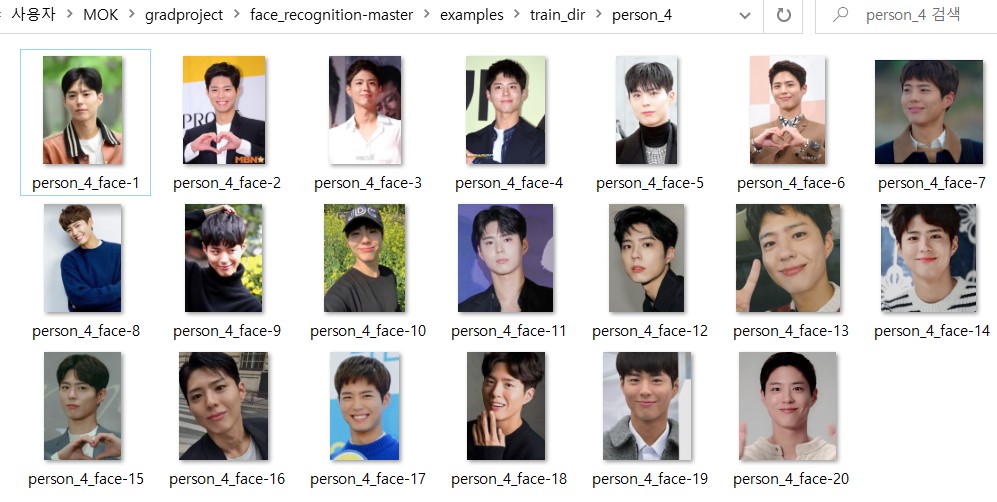 사용자 > MOK > gradproject > face_recognition-master > examples > train_dir > person_4
person_4 검색
person_4_face-1
person_4_face-2
person_4_face-3
person_4_face-4
person_4_face-5
person_4_face-6
person_4_face-7
PRO
MBN
person_4_face-8
person_4_face-9
person_4_face-10
person_4_face-11
person_4_face-12
person_4_face-13
person_4_face-14
person_4_face-15
person_4_face-16
person_4_face-17
person_4_face-18
person_4_face-19
person_4_face-20